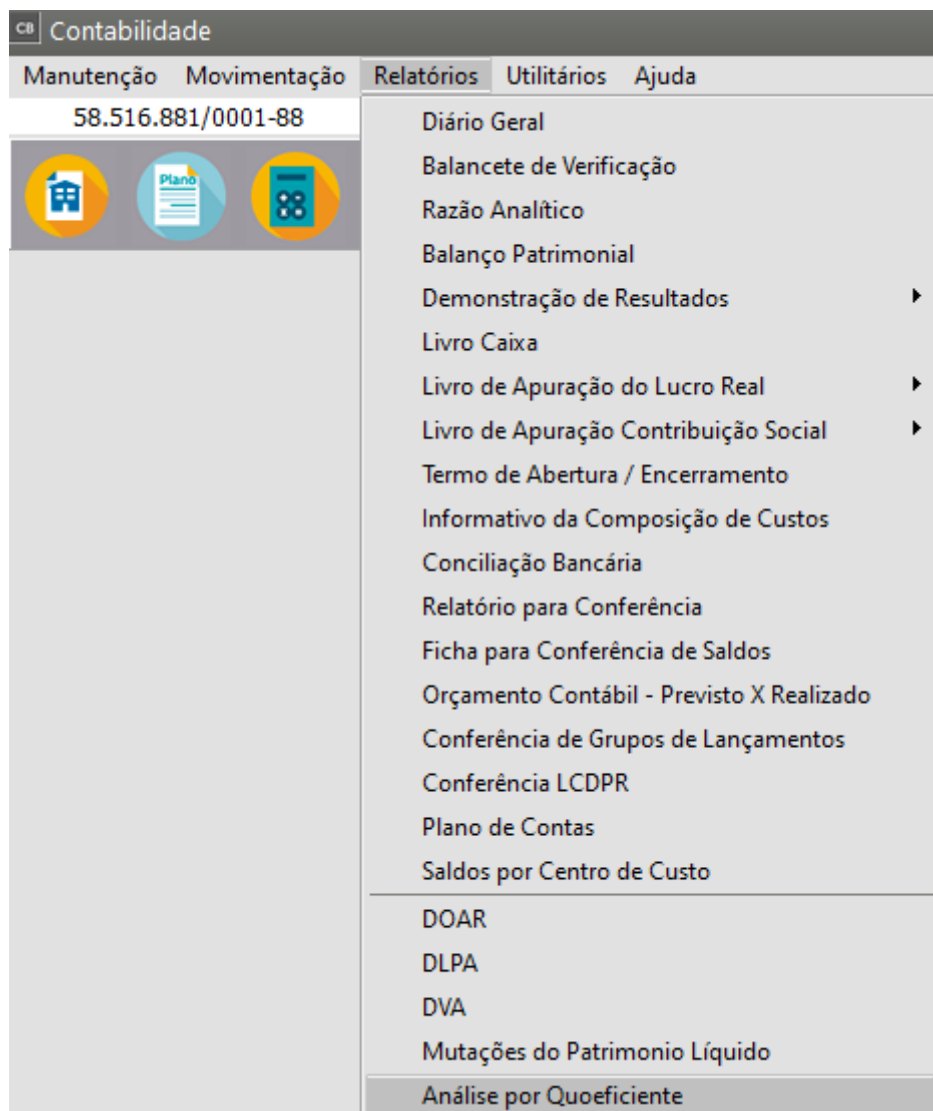 CB Contabilidade
Manutenção Movimentação Relatórios Utilitários Ajuda
58.516.881/0001-88
Plano
Diário Geral
Balancete de Verificação
Razão Analítico
Balanço Patrimonial
Demonstração de Resultados
Livro Caixa
Livro de Apuração do Lucro Real
Livro de Apuração Contribuição Social
Termo de Abertura / Encerramento
Informativo da Composição de Custos
Conciliação Bancária
Relatório para Conferência
Ficha para Conferência de Saldos
Orçamento Contábil - Previsto X Realizado
Conferência de Grupos de Lançamentos
Conferência LCDPR
Plano de Contas
Saldos por Centro de Custo
DOAR
DLPA
DVA
Mutações do Patrimonio Líquido
Análise por Quoeficiente